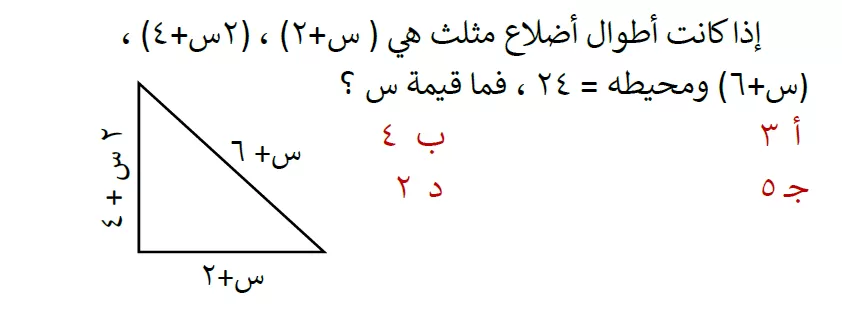 إذا كانت أطوال أضلاع مثلث هي ( س+٢) ، (٢س+٤) ،
(س+٦) ومحيطه = ٢٤ ، فما قيمة س ؟
أ ٣ ب ٤
جـ ٥ د ٢
س+ ٦
٢ س + ٤
س+٢